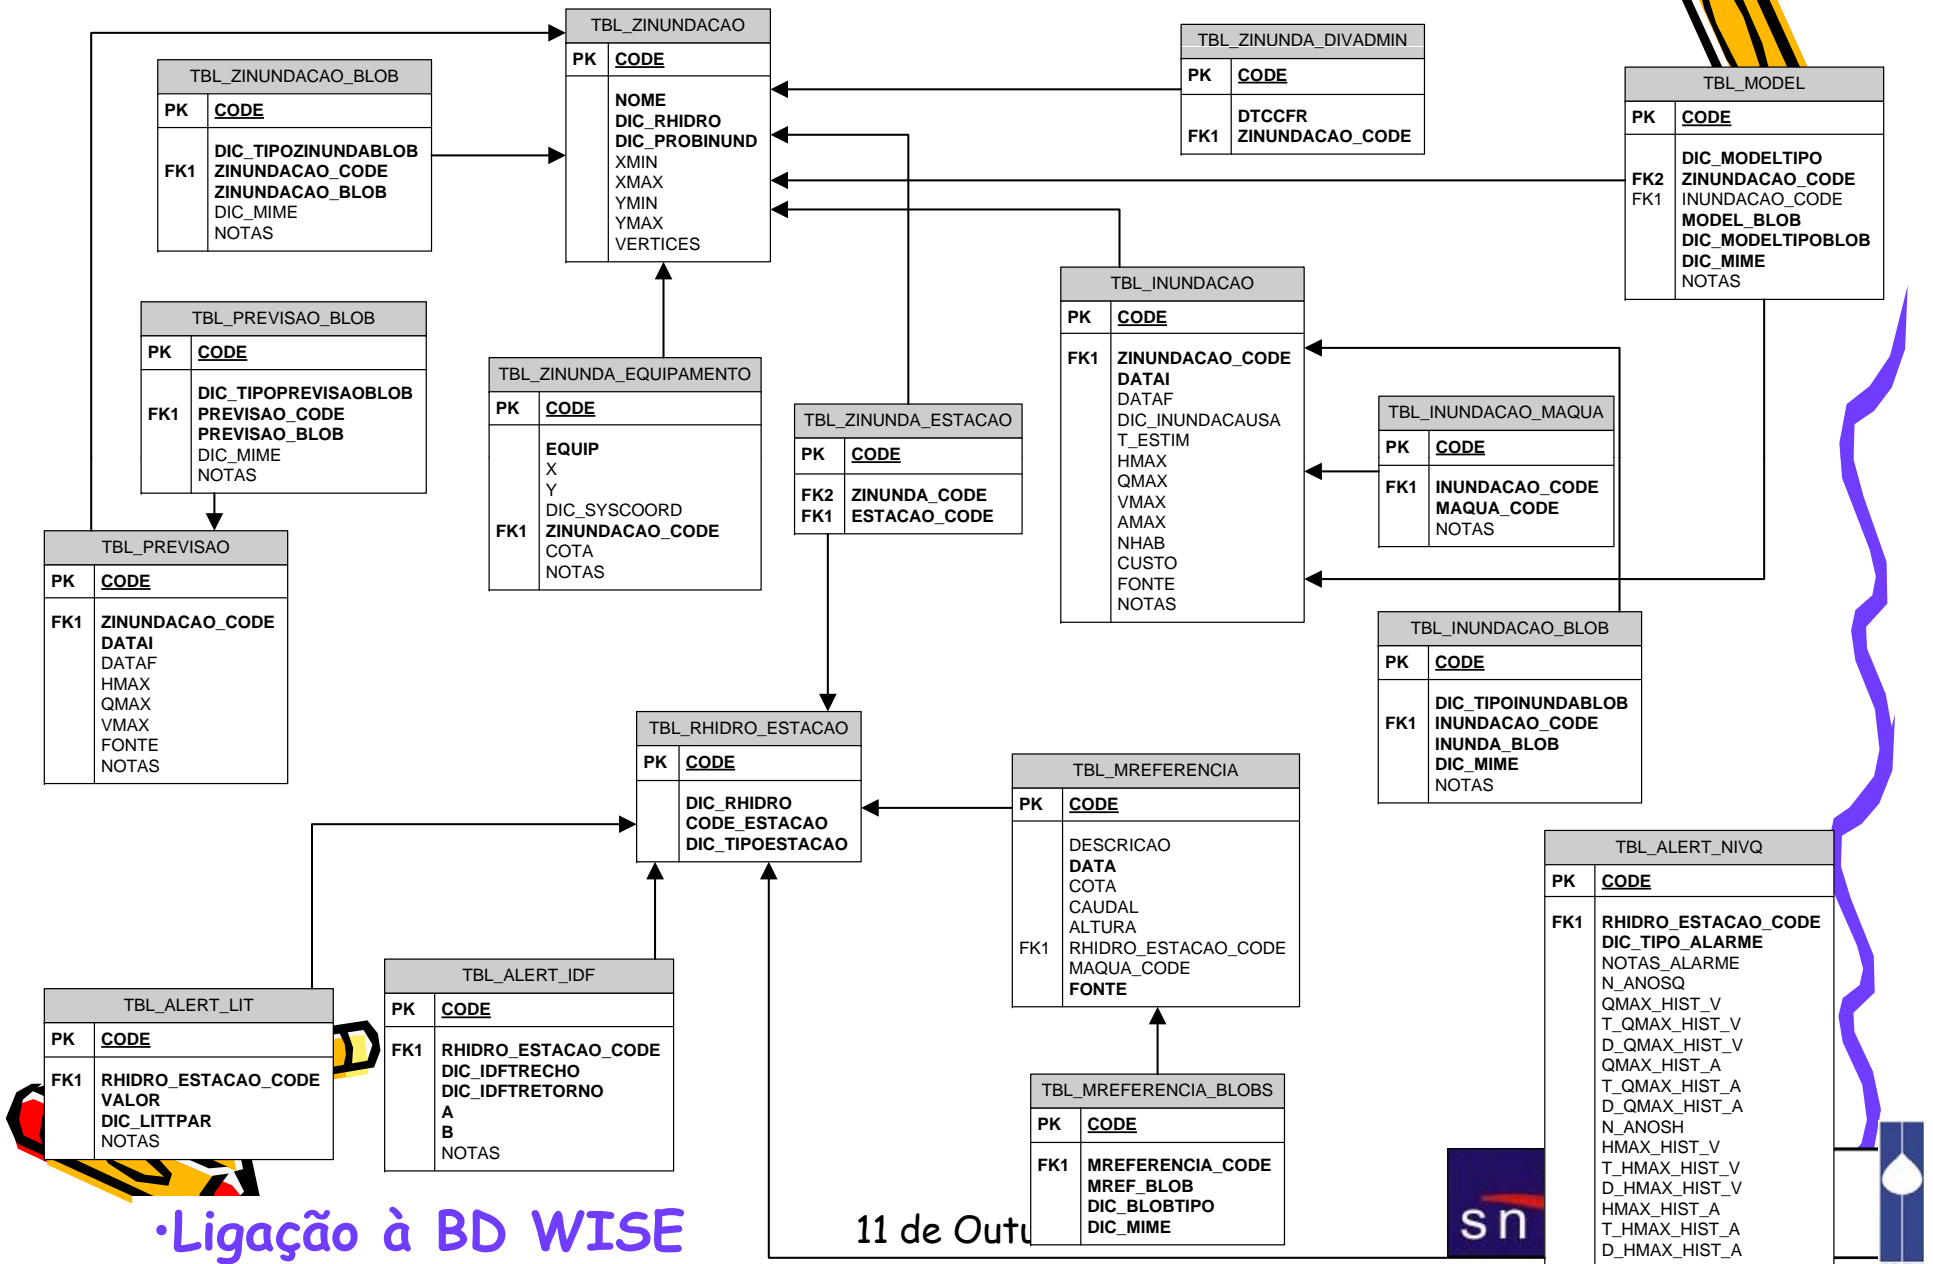 TBL_ZINUNDACAO
PK CODE
NOME
DIC_RHIDRO
DIC_PROBINUND
XMIN
XMAX
YMIN
YMAX
VERTICES
TBL_ZINUNDA_DIVADMIN
PK CODE
DTCCFR
FK1 ZINUNDACAO_CODE
TBL_MODEL
PK CODE
DIC_MODELTIPO
FK2 ZINUNDACAO_CODE
FK1 INUNDACAO_CODE
MODEL_BLOB
DIC_MODELTIPOBLOB
DIC_MIME
NOTAS
TBL_ZINUNDACAO_BLOB
PK CODE
DIC_TIPOZINUNDABLOB
FK1 ZINUNDACAO_CODE
ZINUNDACAO_BLOB
DIC_MIME
NOTAS
TBL_PREVISAO_BLOB
PK CODE
DIC_TIPOPREVISAOBLOB
FK1 PREVISAO_CODE
PREVISAO_BLOB
DIC_MIME
NOTAS
TBL_ZINUNDA_EQUIPAMENTO
PK CODE
EQUIP
X
Y
DIC_SYSCOORD
FK1 ZINUNDACAO_CODE
COTA
NOTAS
TBL_ZINUNDA_ESTACAO
PK CODE
FK2 ZINUNDA_CODE
FK1 ESTACAO_CODE
TBL_INUNDACAO
PK CODE
FK1 ZINUNDACAO_CODE
DATAI
DATAF
DIC_INUNDACAUSA
T_ESTIM
HMAX
QMAX
VMAX
AMAX
NHAB
CUSTO
FONTE
NOTAS
TBL_INUNDACAO_MAQUA
PK CODE
FK1 INUNDACAO_CODE
MAQUA_CODE
NOTAS
TBL_PREVISAO
PK CODE
FK1 ZINUNDACAO_CODE
DATAI
DATAF
HMAX
QMAX
VMAX
FONTE
NOTAS
TBL_INUNDACAO_BLOB
PK CODE
DIC_TIPOINUNDABLOB
FK1 INUNDACAO_CODE
INUNDA_BLOB
DIC_MIME
NOTAS
TBL_RHIDRO_ESTACAO
PK CODE
DIC_RHIDRO
CODE_ESTACAO
DIC_TIPOESTACAO
TBL_MREFERENCIA
PK CODE
DESCRICAO
DATA
COTA
CAUDAL
ALTURA
FK1 RHIDRO_ESTACAO_CODE
MAQUA_CODE
FONTE
TBL_ALERT_NIVQ
PK CODE
FK1 RHIDRO_ESTACAO_CODE
DIC_TIPO_ALARME
NOTAS_ALARME
N_ANOSQ
QMAX_HIST_V
T_QMAX_HIST_V
D_QMAX_HIST_V
QMAX_HIST_A
T_QMAX_HIST_A
D_QMAX_HIST_A
N_ANOSH
HMAX_HIST_V
T_HMAX_HIST_V
D_HMAX_HIST_V
HMAX_HIST_A
T_HMAX_HIST_A
D_HMAX_HIST_A
TBL_ALERT_LIT
PK CODE
FK1 RHIDRO_ESTACAO_CODE
VALOR
DIC_LITTPAR
NOTAS
TBL_ALERT_IDF
PK CODE
FK1 RHIDRO_ESTACAO_CODE
DIC_IDFTRECHO
DIC_IDFTRETORNO
A
B
NOTAS
TBL_MREFERENCIA_BLOBS
PK CODE
FK1 MREFERENCIA_CODE
MREF_BLOB
DIC_BLOBTIPO
DIC_MIME
•Ligação à BD WISE
11 de Outu
sn